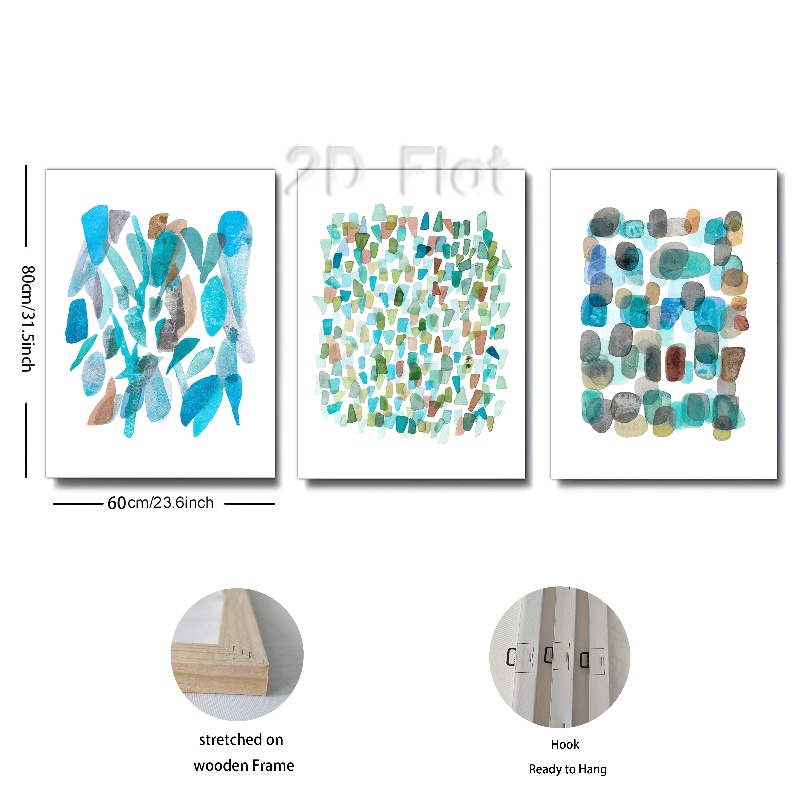 2D Flat
80cm/31.5inch
60cm/23.6inch
stretched on
wooden Frame
Hook
Ready to Hang